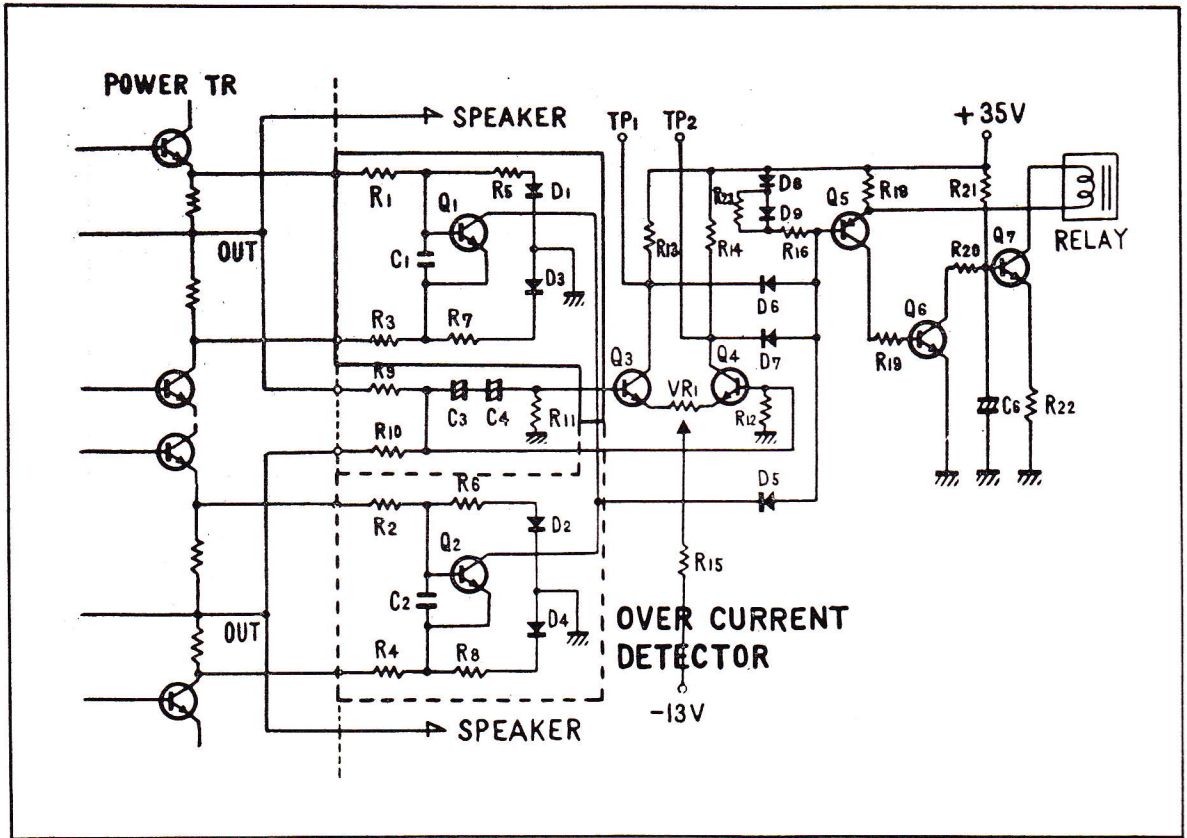 POWER TR
SPEAKER
TP1
TP2
+35V
R1
R5
D1
Q1
C1
D3
R3
R7
OUT
R13
R14
D8
R23
D9
R16
Q5
R18
R21
RELAY
R20
Q7
D6
Q6
D7
R19
R9
Q3
Q4
VR1
C3
C4
R11
R12
C6
R22
R10
D5
R6
R2
D2
Q2
R15
C2
OUT
D4
R4
R8
OVER CURRENT
DETECTOR
-13V
SPEAKER